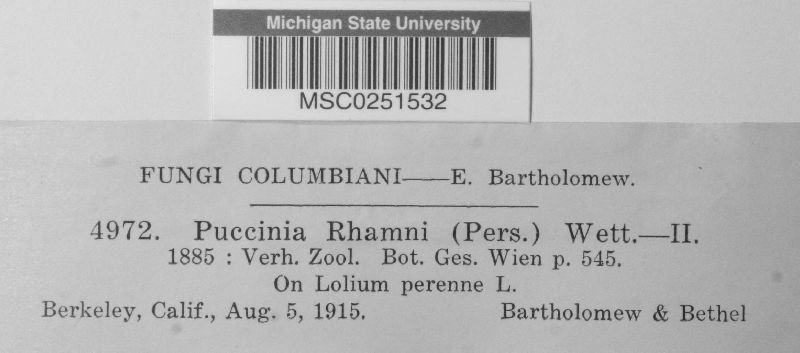 Michigan State University
MSC0251532
FUNGI COLUMBIANI——E. Bartholomew.
4972. Puccinia Rhamni (Pers.) Wett.—II.
1885 : Verh. Zool. Bot. Ges. Wien p. 545.
On Lolium perenne L.
Berkeley, Calif., Aug. 5, 1915. Bartholomew & Bethel